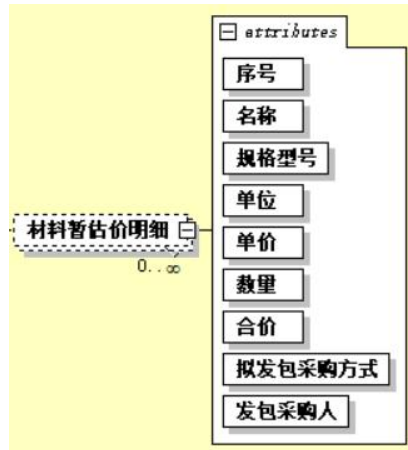 attributes
序号
名称
规格型号
单位
单价
材料暂估价明细
0..∞
数量
合价
拟发包采购方式
发包采购人